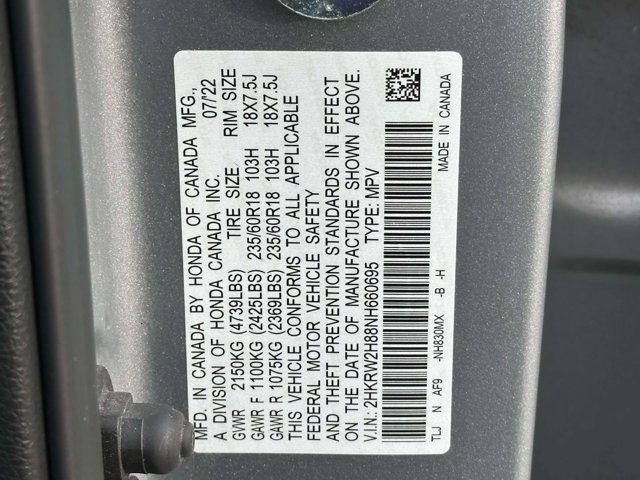 MFD. IN CANADA BY HONDA OF CANADA MFG.,
A DIVISION OF HONDA CANADA INC. 07/'22
GVWR 2150KG (4739LBS) TIRE SIZE RIM SIZE
GAWR F 1100KG (2425LBS) 235/60R18 103H 18X7.5J
GAWR R 1075KG (2369LBS) 235/60R18 103H 18X7.5J
THIS VEHICLE CONFORMS TO ALL APPLICABLE
FEDERAL MOTOR VEHICLE SAFETY
AND THEFT PREVENTION STANDARDS IN EFFECT
ON THE DATE OF MANUFACTURE SHOWN ABOVE.
V.I.N.: 2HKRW2H88NH660695 TYPE: MPV
TLJ N AF9 -NH830MX -B -H MADE IN CANADA